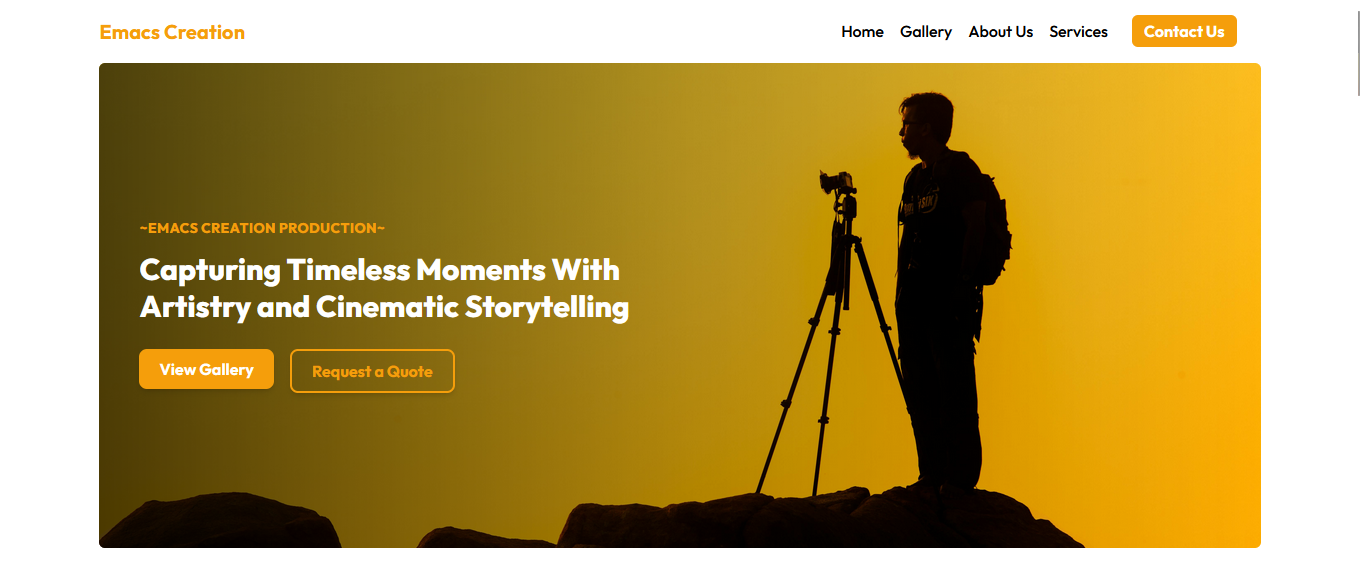 Emacs Creation
Home Gallery About Us Services Contact Us
~EMACS CREATION PRODUCTION~
Capturing Timeless Moments With
Artistry and Cinematic Storytelling
View Gallery Request a Quote